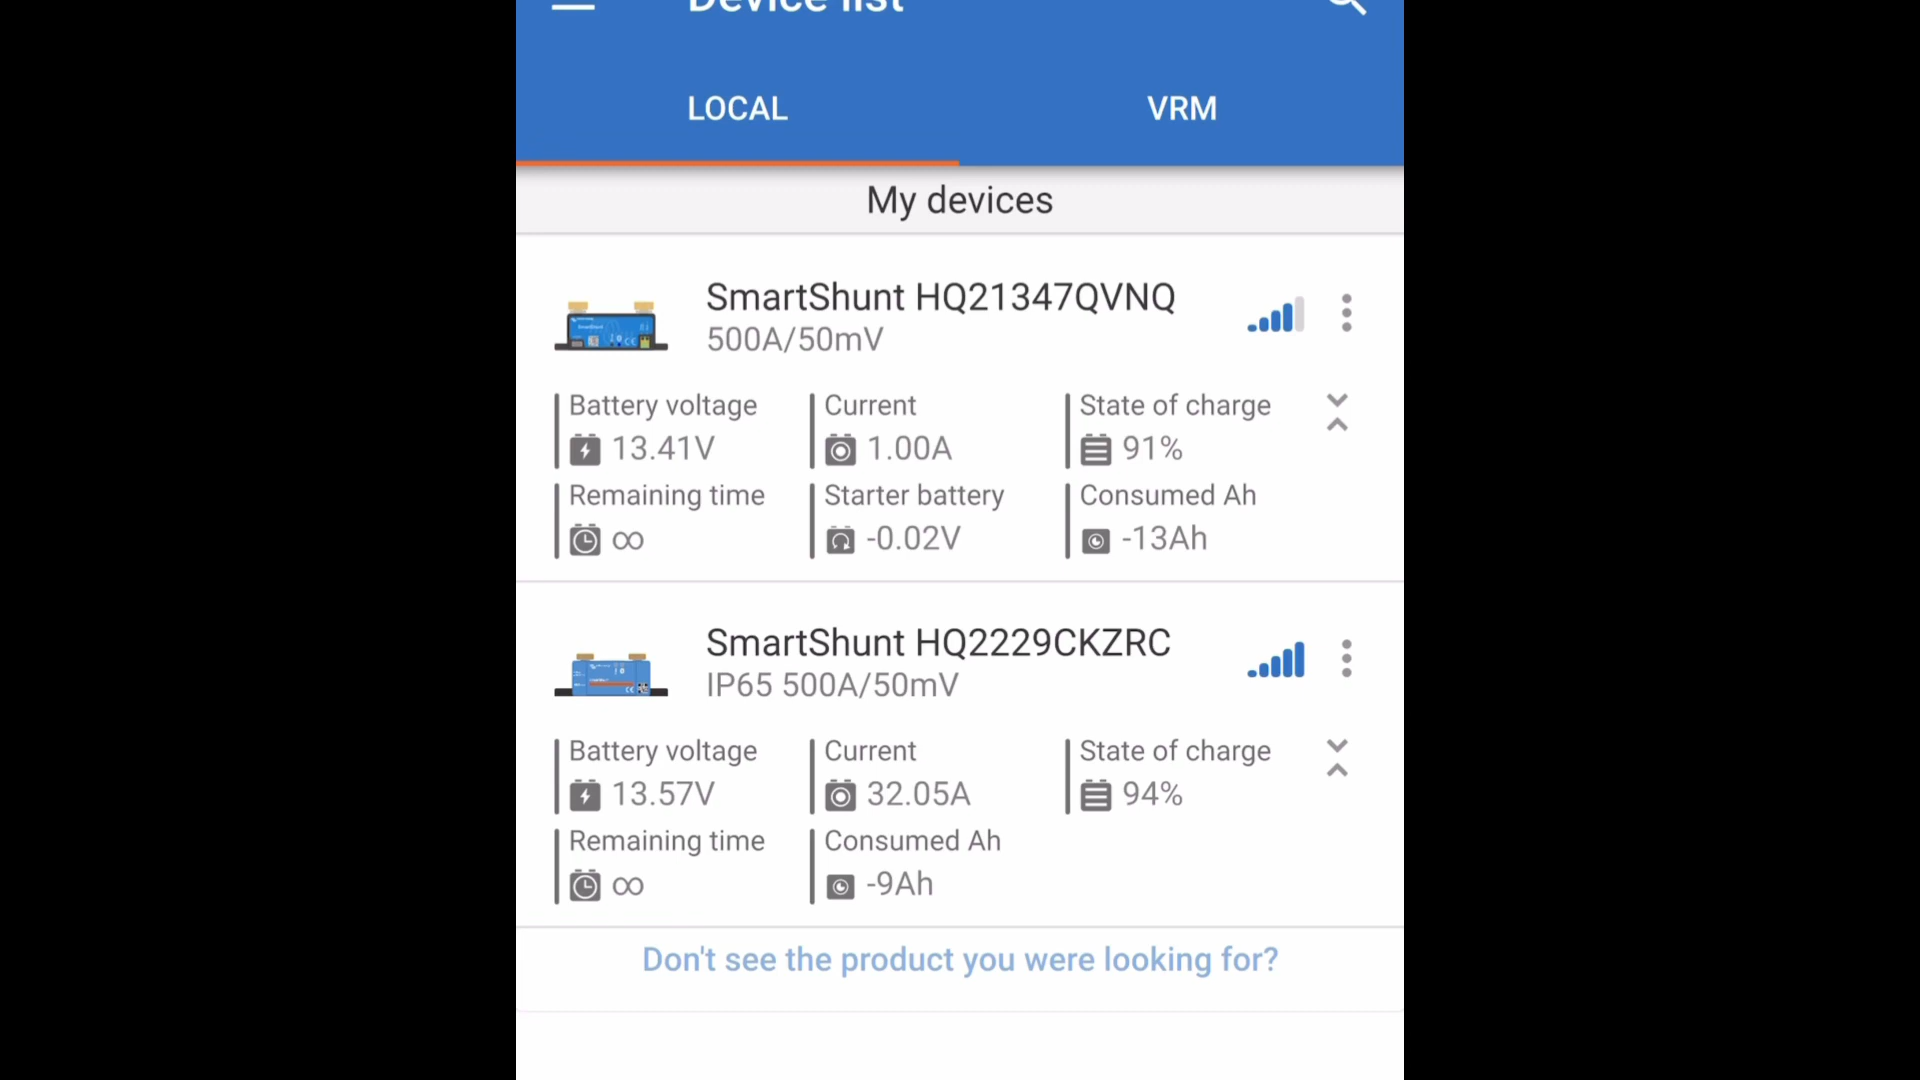 Device list
LOCAL VRM
My devices
SmartShunt HQ21347QVNQ
500A/50mV
Battery voltage Current State of charge
13.41V 1.00A 91%
Remaining time Starter battery Consumed Ah
∞ -0.02V -13Ah
SmartShunt HQ2229CKZRC
IP65 500A/50mV
Battery voltage Current State of charge
13.57V 32.05A 94%
Remaining time Consumed Ah
∞ -9Ah
Don't see the product you were looking for?